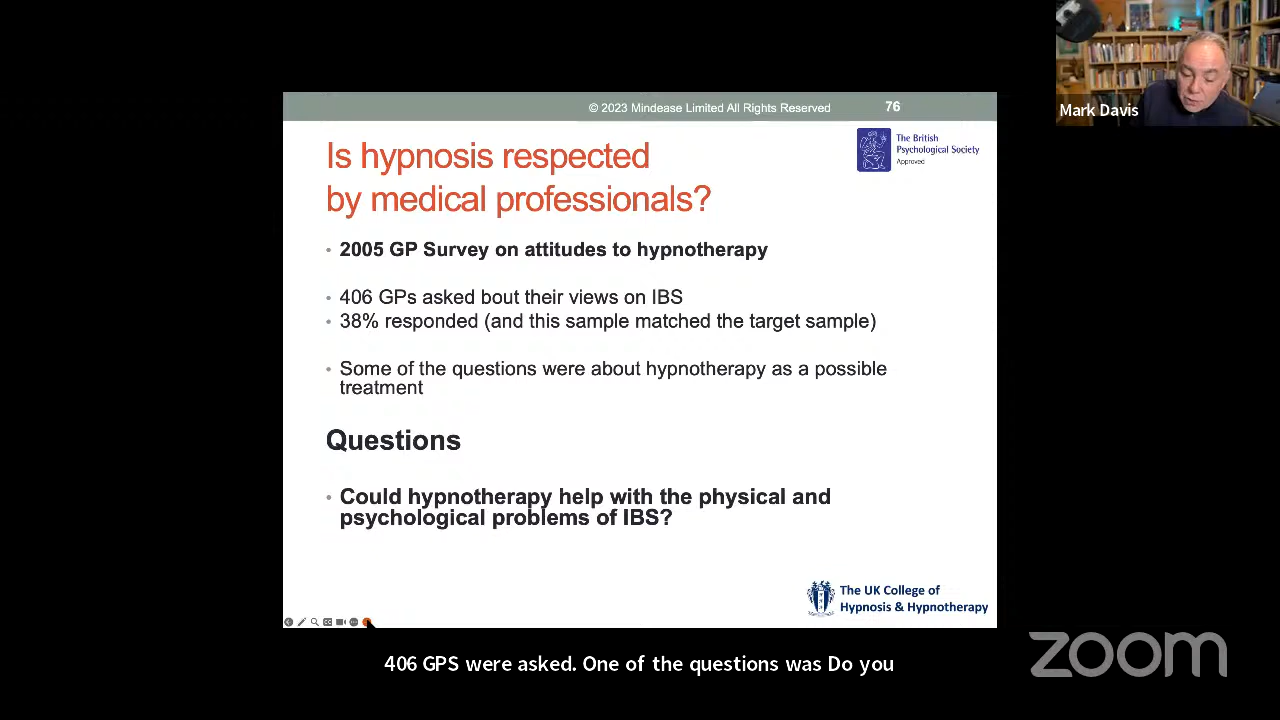 © 2023 Mindease Limited All Rights Reserved
76
Mark Davis
Is hypnosis respected
by medical professionals?
The British
Psychological Society
Approved
• 2005 GP Survey on attitudes to hypnotherapy
• 406 GPs asked bout their views on IBS
• 38% responded (and this sample matched the target sample)
• Some of the questions were about hypnotherapy as a possible
treatment
Questions
• Could hypnotherapy help with the physical and
psychological problems of IBS?
The UK College of
Hypnosis & Hypnotherapy
406 GPS were asked. One of the questions was Do you
zoom